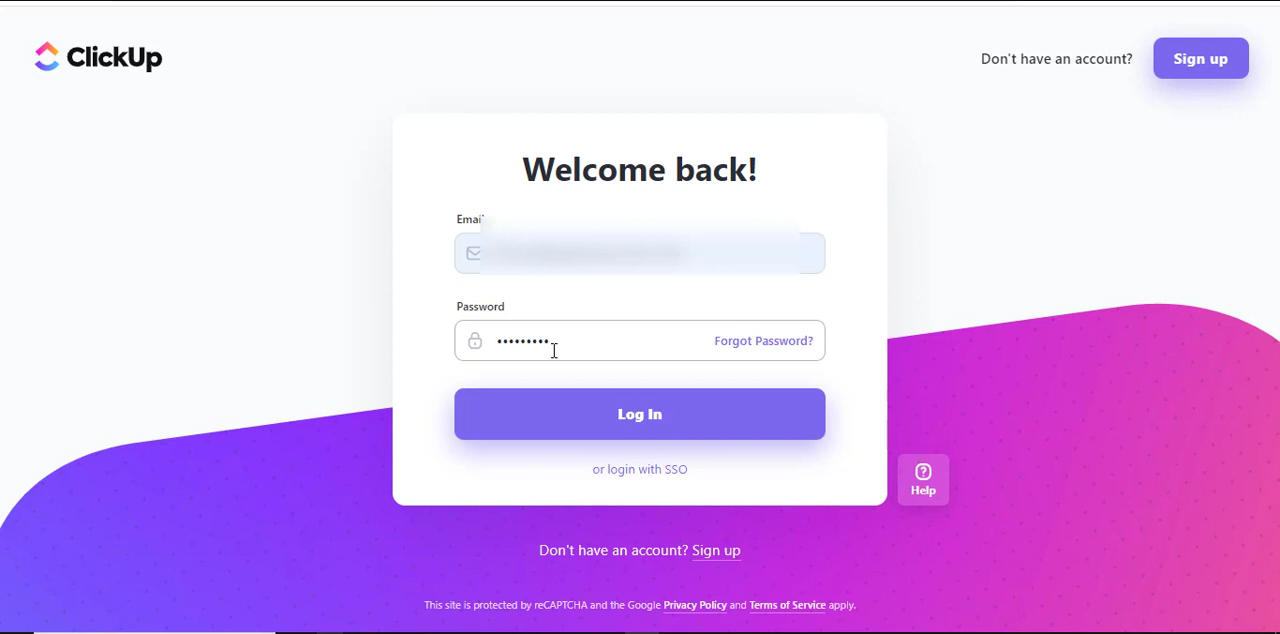 ClickUp
Don't have an account? Sign up
Welcome back!
Email
Password
••••••••• Forgot Password?
Log In
or login with SSO
Help
Don't have an account? Sign up
This site is protected by reCAPTCHA and the Google Privacy Policy and Terms of Service apply.